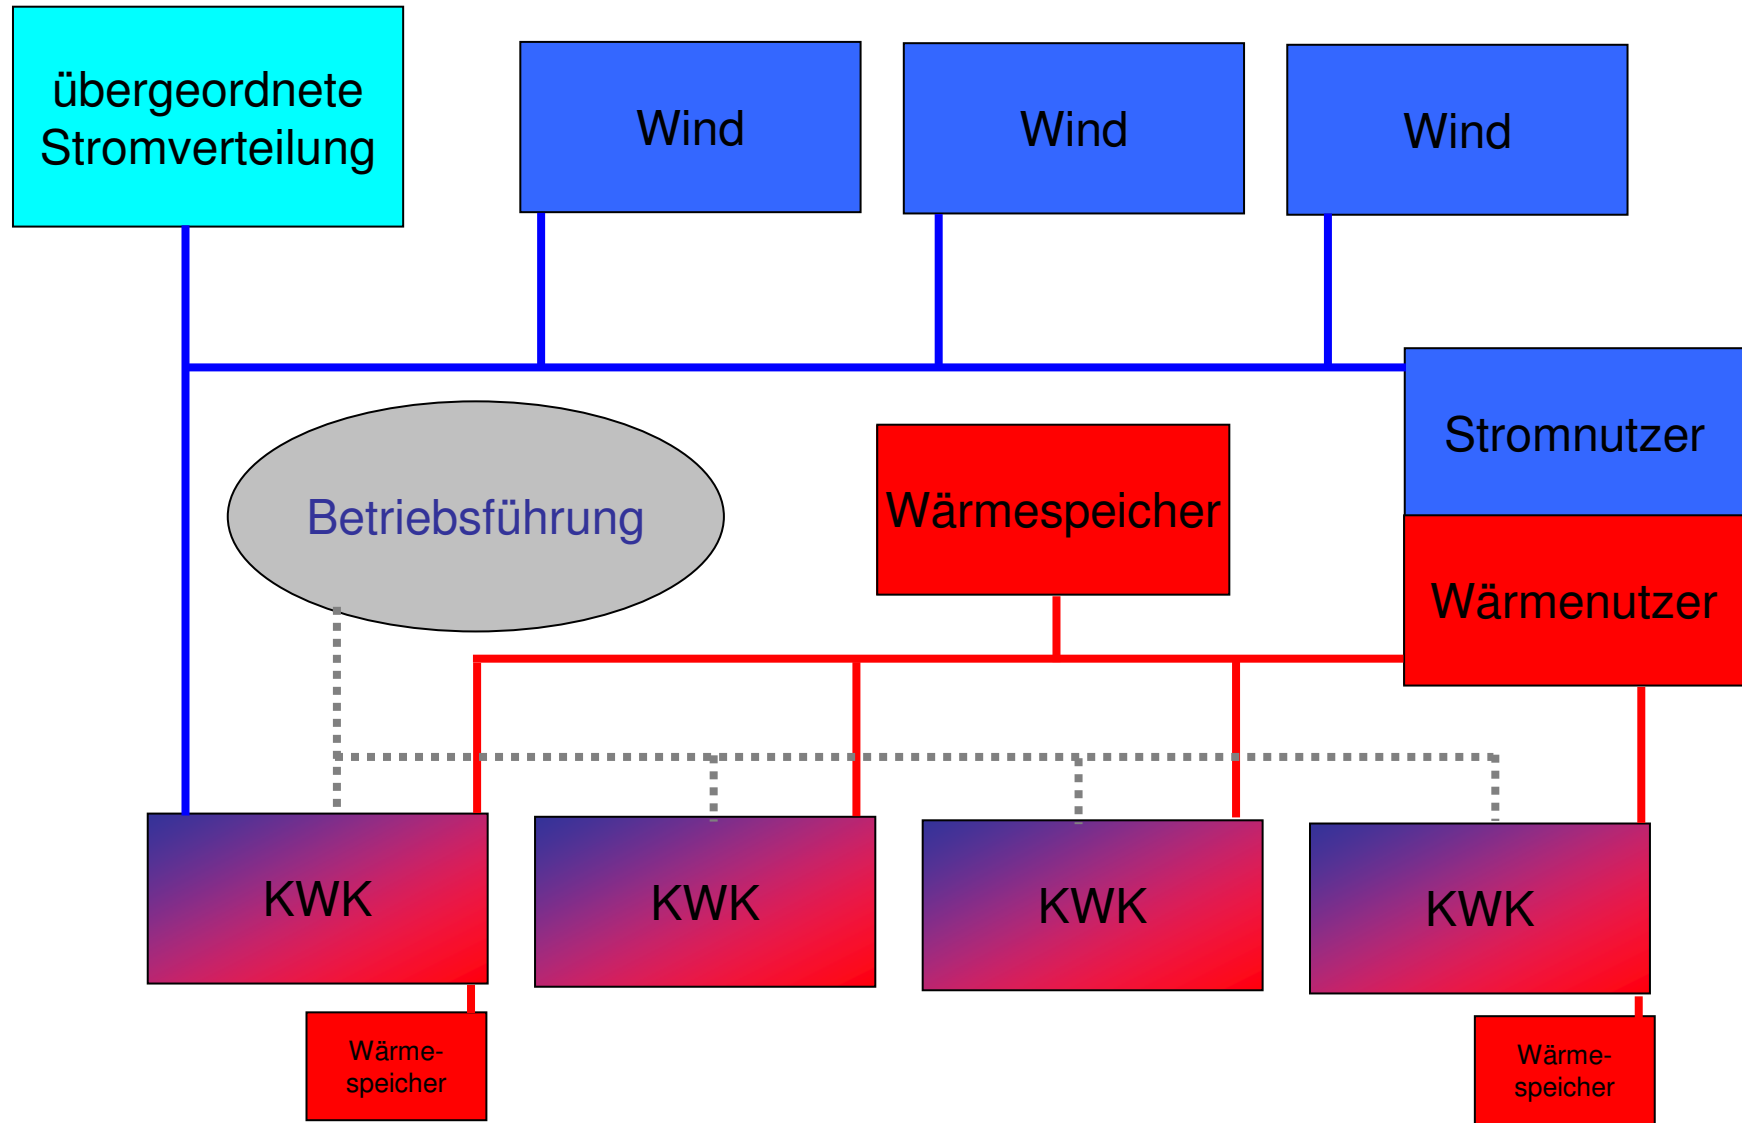 übergeordnete
Stromverteilung
Wind
Wind
Wind
Stromnutzer
Betriebsführung
Wärmespeicher
Wärmenutzer
KWK
KWK
KWK
KWK
Wärme-
speicher
Wärme-
speicher